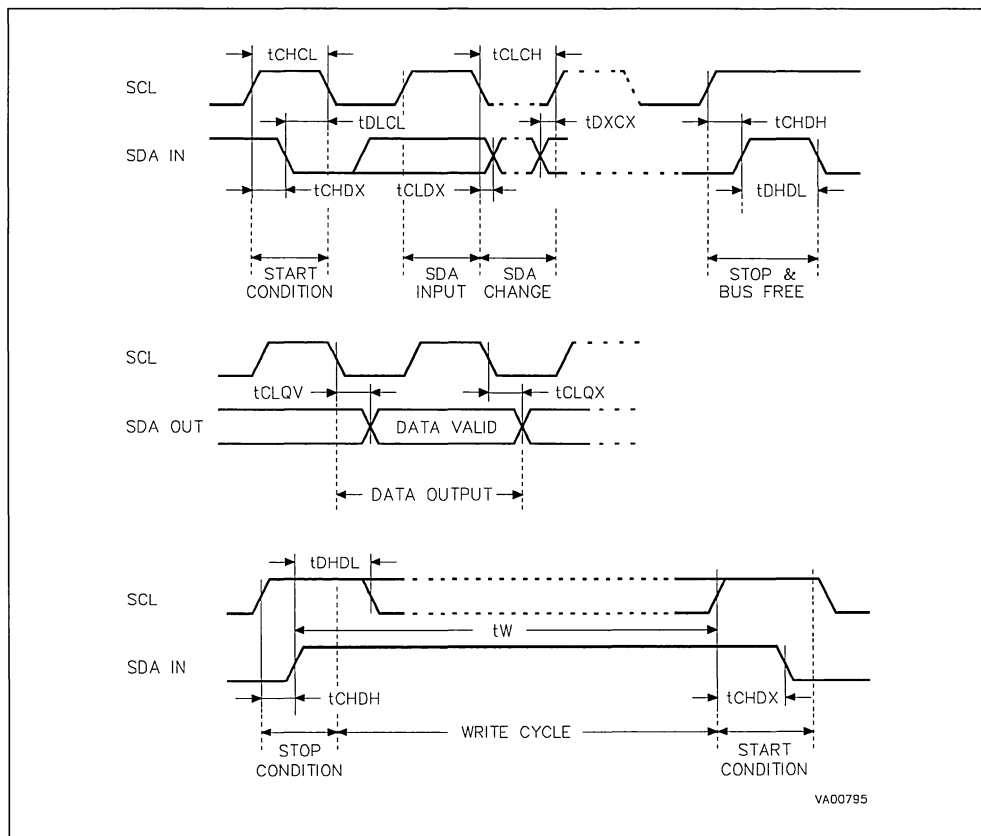 tCHCL
tCLCH
SCL
tDLCL
tDXCX
tCHDH
SDA IN
tCHDX
tCLDX
tDHDL
START
CONDITION
SDA
INPUT
SDA
CHANGE
STOP &
BUS FREE
SCL
tCLQV
tCLQX
SDA OUT
DATA VALID
DATA OUTPUT
tDHDL
SCL
tW
SDA IN
tCHDH
tCHDX
WRITE CYCLE
STOP
CONDITION
START
CONDITION
VA00795